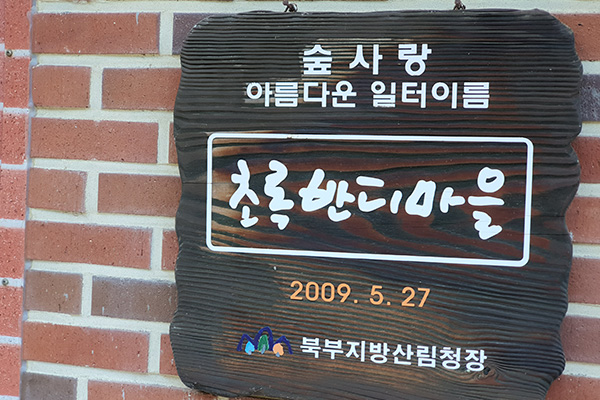 숲 사 랑
아름다운 일터이름
초록반디마을
2009. 5. 27
북부지방산림청장